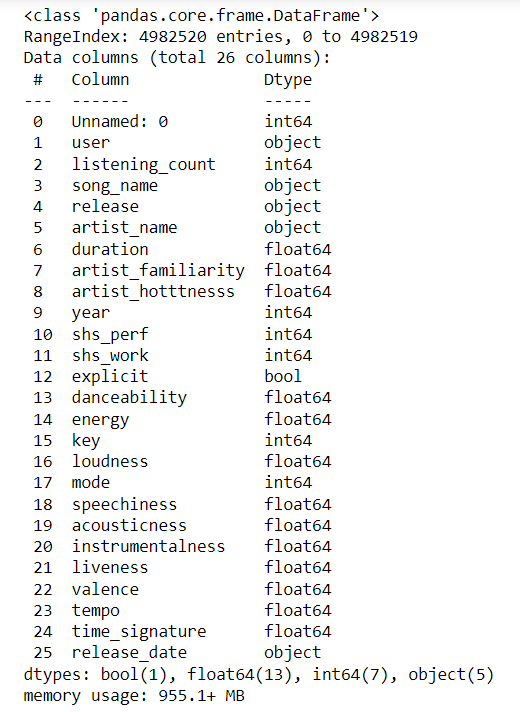 <class 'pandas.core.frame.DataFrame'>
RangeIndex: 4982520 entries, 0 to 4982519
Data columns (total 26 columns):
 #   Column              Dtype
---  ------              -----
 0   Unnamed: 0          int64
 1   user                object
 2   listening_count     int64
 3   song_name           object
 4   release             object
 5   artist_name         object
 6   duration            float64
 7   artist_familiarity  float64
 8   artist_hotttnesss   float64
 9   year                int64
 10  shs_perf            int64
 11  shs_work            int64
 12  explicit            bool
 13  danceability        float64
 14  energy              float64
 15  key                 int64
 16  loudness            float64
 17  mode                int64
 18  speechiness         float64
 19  acousticness        float64
 20  instrumentalness    float64
 21  liveness            float64
 22  valence             float64
 23  tempo               float64
 24  time_signature      float64
 25  release_date        object
dtypes: bool(1), float64(13), int64(7), object(5)
memory usage: 955.1+ MB